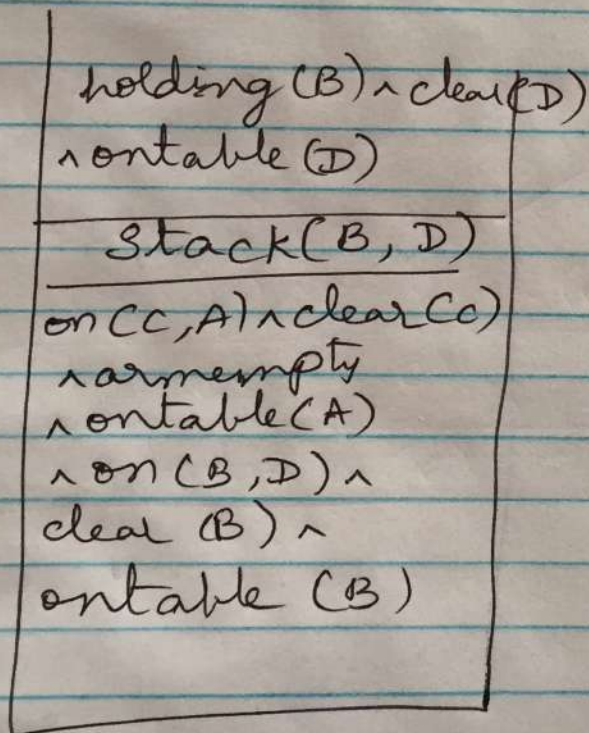 holding (B) ∧ clear(D)
∧ ontable (D)
Stack(B, D)
on (C, A) ∧ clear (C)
∧ armempty
∧ ontable (A)
∧ on (B, D) ∧
clear (B) ∧
ontable (B)